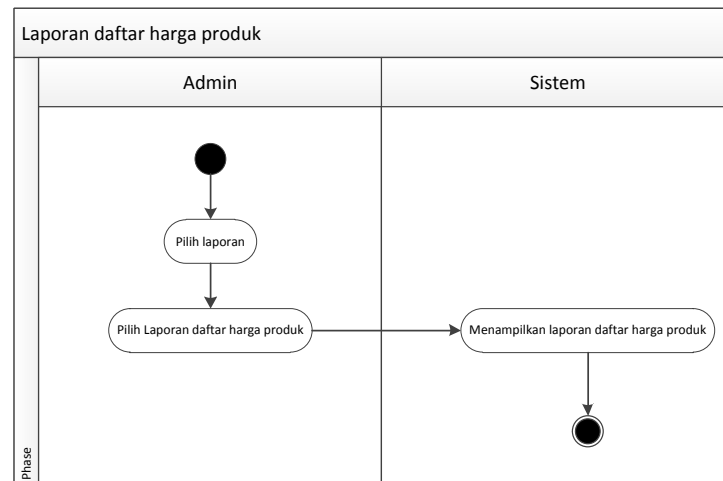 Laporan daftar harga produk
Admin
Sistem
Pilih laporan
Pilih Laporan daftar harga produk
Menampilkan laporan daftar harga produk
Phase